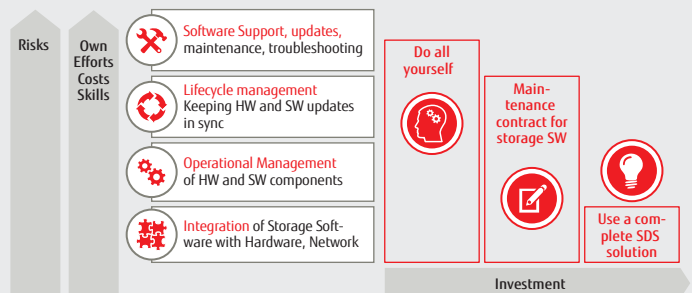 Risks
Own
Efforts
Costs
Skills
Software Support, updates,
maintenance, troubleshooting
Lifecycle management
Keeping HW and SW updates
in sync
Operational Management
of HW and SW components
Integration of Storage Soft-
ware with Hardware, Network
Do all
yourself
Main-
tenance
contract for
storage SW
Use a com-
plete SDS
solution
Investment